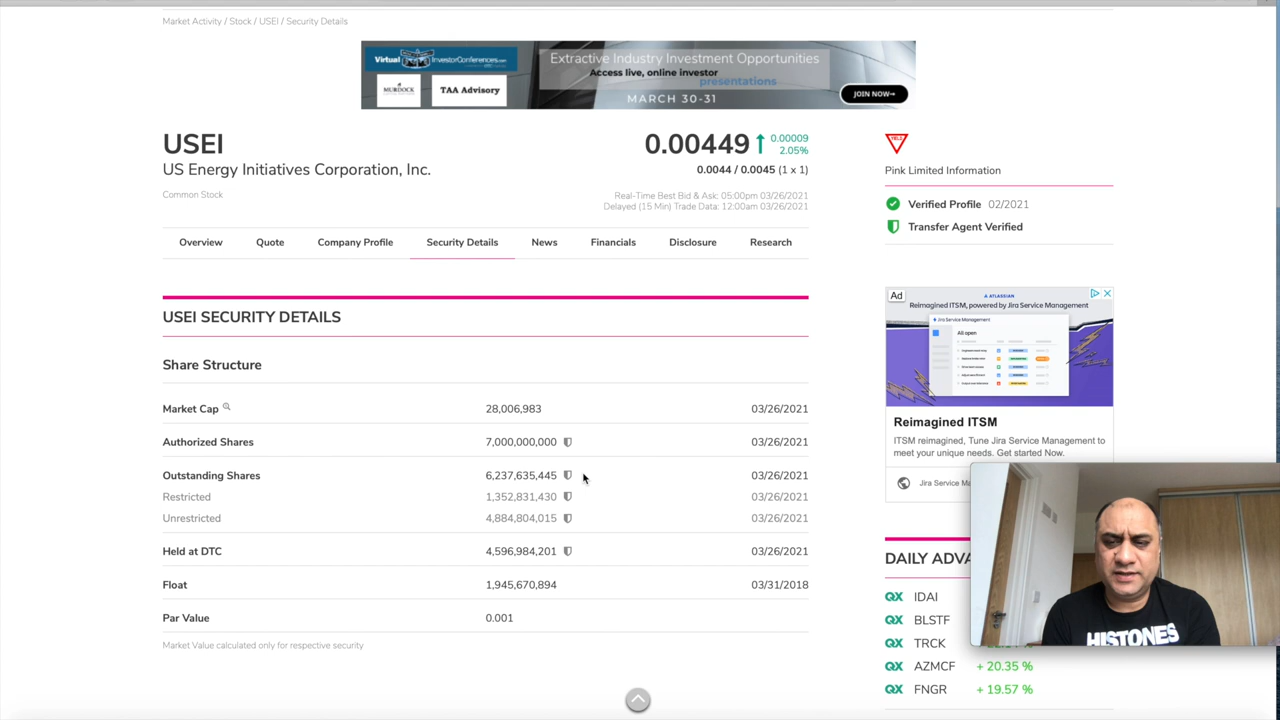 Market Activity / Stock / USEI / Security Details
Virtual InvestorConferences.com
MURDOCK
TAA Advisory
Extractive Industry Investment Opportunities
Access live, online investor
presentations
MARCH 30-31
JOIN NOW→
USEI
US Energy Initiatives Corporation, Inc.
Common Stock
0.00449
0.00009
2.05%
0.0044 / 0.0045 (1 x 1)
Real-Time Best Bid & Ask: 05:00pm 03/26/2021
Delayed (15 Min) Trade Data: 12:00am 03/26/2021
Pink Limited Information
Verified Profile 02/2021
Transfer Agent Verified
Overview Quote Company Profile Security Details News Financials Disclosure Research
USEI SECURITY DETAILS
Share Structure
Market Cap 28,006,983 03/26/2021
Authorized Shares 7,000,000,000 03/26/2021
Outstanding Shares 6,237,635,445 03/26/2021
Restricted 1,352,831,430 03/26/2021
Unrestricted 4,884,804,015 03/26/2021
Held at DTC 4,596,984,201 03/26/2021
Float 1,945,670,894 03/31/2018
Par Value 0.001
Market Value calculated only for respective security
Ad
ATLASSIAN
Reimagined ITSM, powered by Jira Service Management
Jira Service Management
All open
Reimagined ITSM
ITSM reimagined, Tune Jira Service Management to
meet your unique needs. Get started Now.
Jira Service
DAILY
QX IDAI
QX BLSTF
QX TRCK
QX AZMCF + 20.35 %
QX FNGR + 19.57 %
HISTONES